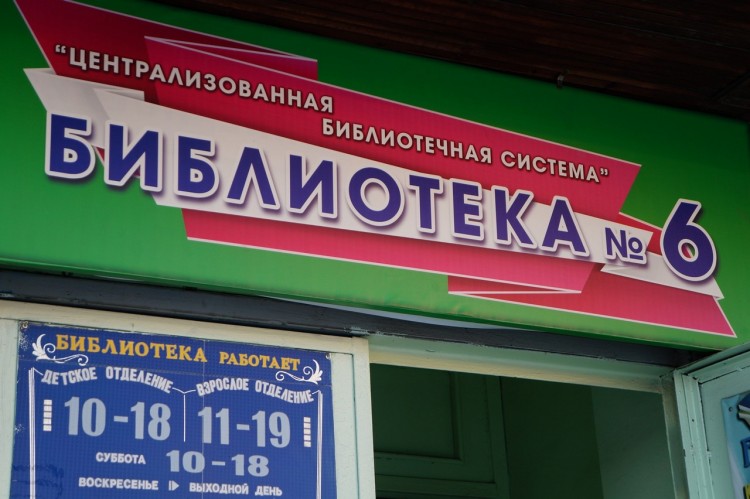 "ЦЕНТРАЛИЗОВАННАЯ
БИБЛИОТЕЧНАЯ СИСТЕМА"
БИБЛИОТЕКА № 6
БИБЛИОТЕКА РАБОТАЕТ
ДЕТСКОЕ ОТДЕЛЕНИЕ ВЗРОСЛОЕ ОТДЕЛЕНИЕ
10-18 11-19
СУББОТА 10-18
ВОСКРЕСЕНЬЕ ВЫХОДНОЙ ДЕНЬ